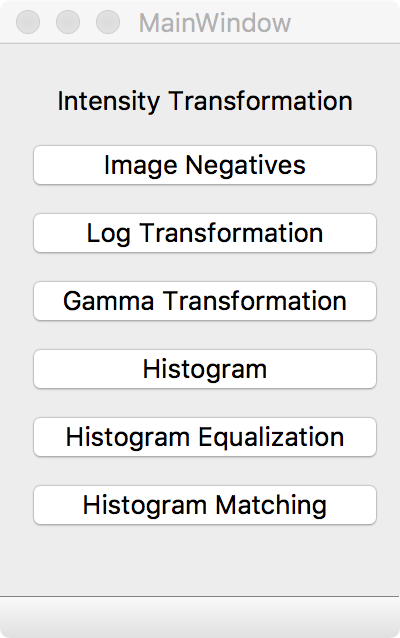 MainWindow
Intensity Transformation
Image Negatives
Log Transformation
Gamma Transformation
Histogram
Histogram Equalization
Histogram Matching